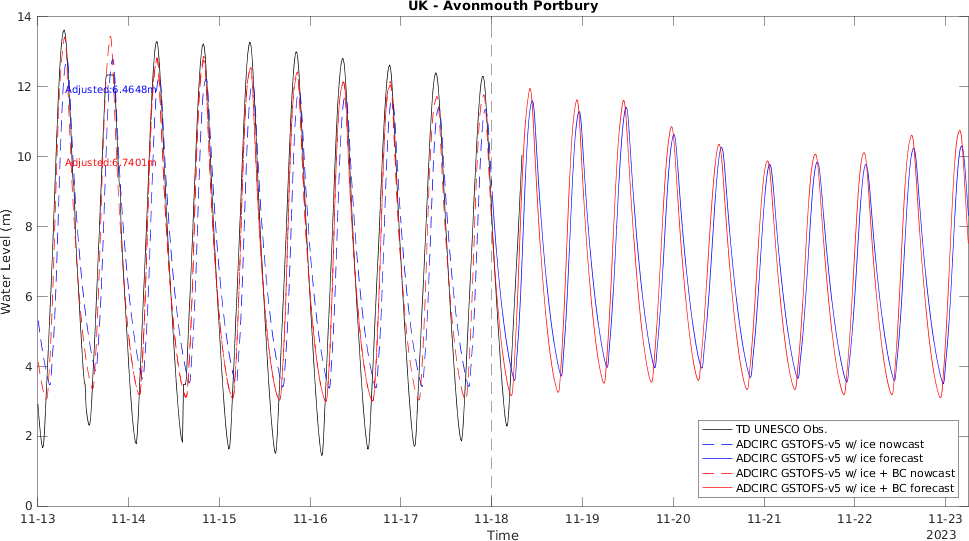 UK - Avonmouth Portbury
14
12
10
8
6
4
2
0
Water Level (m)
Adjusted:6.4648m
Adjusted:6.7401m
11-13
11-14
11-15
11-16
11-17
11-18
11-19
11-20
11-21
11-22
11-23
2023
Time
TD UNESCO Obs.
ADCIRC GSTOFS-v5 w/ ice nowcast
ADCIRC GSTOFS-v5 w/ ice forecast
ADCIRC GSTOFS-v5 w/ ice + BC nowcast
ADCIRC GSTOFS-v5 w/ ice + BC forecast